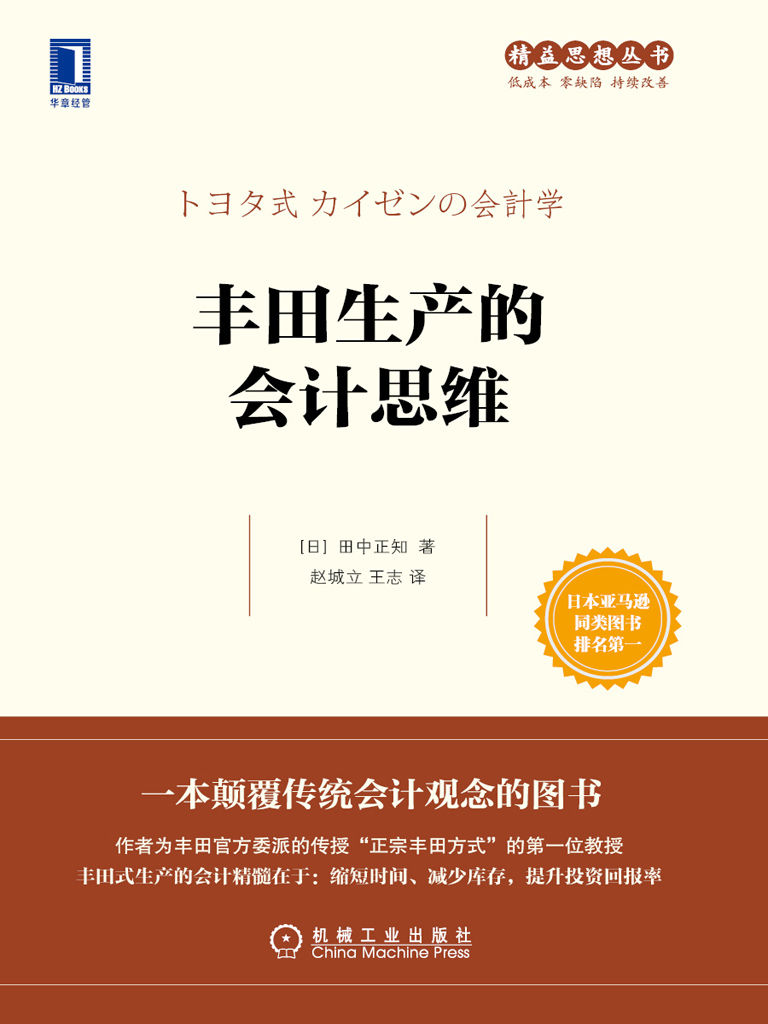 HZ Books
华章经管
精益思想丛书
低成本 零缺陷 持续改善
トヨタ式 カイゼンの会計学
丰田生产的
会计思维
[日] 田中正知 著
赵城立 王志 译
日本亚马逊
同类图书
排名第一
一本颠覆传统会计观念的图书
作者为丰田官方委派的传授“正宗丰田方式”的第一位教授
丰田式生产的会计精髓在于：缩短时间、减少库存，提升投资回报率
机械工业出版社
China Machine Press